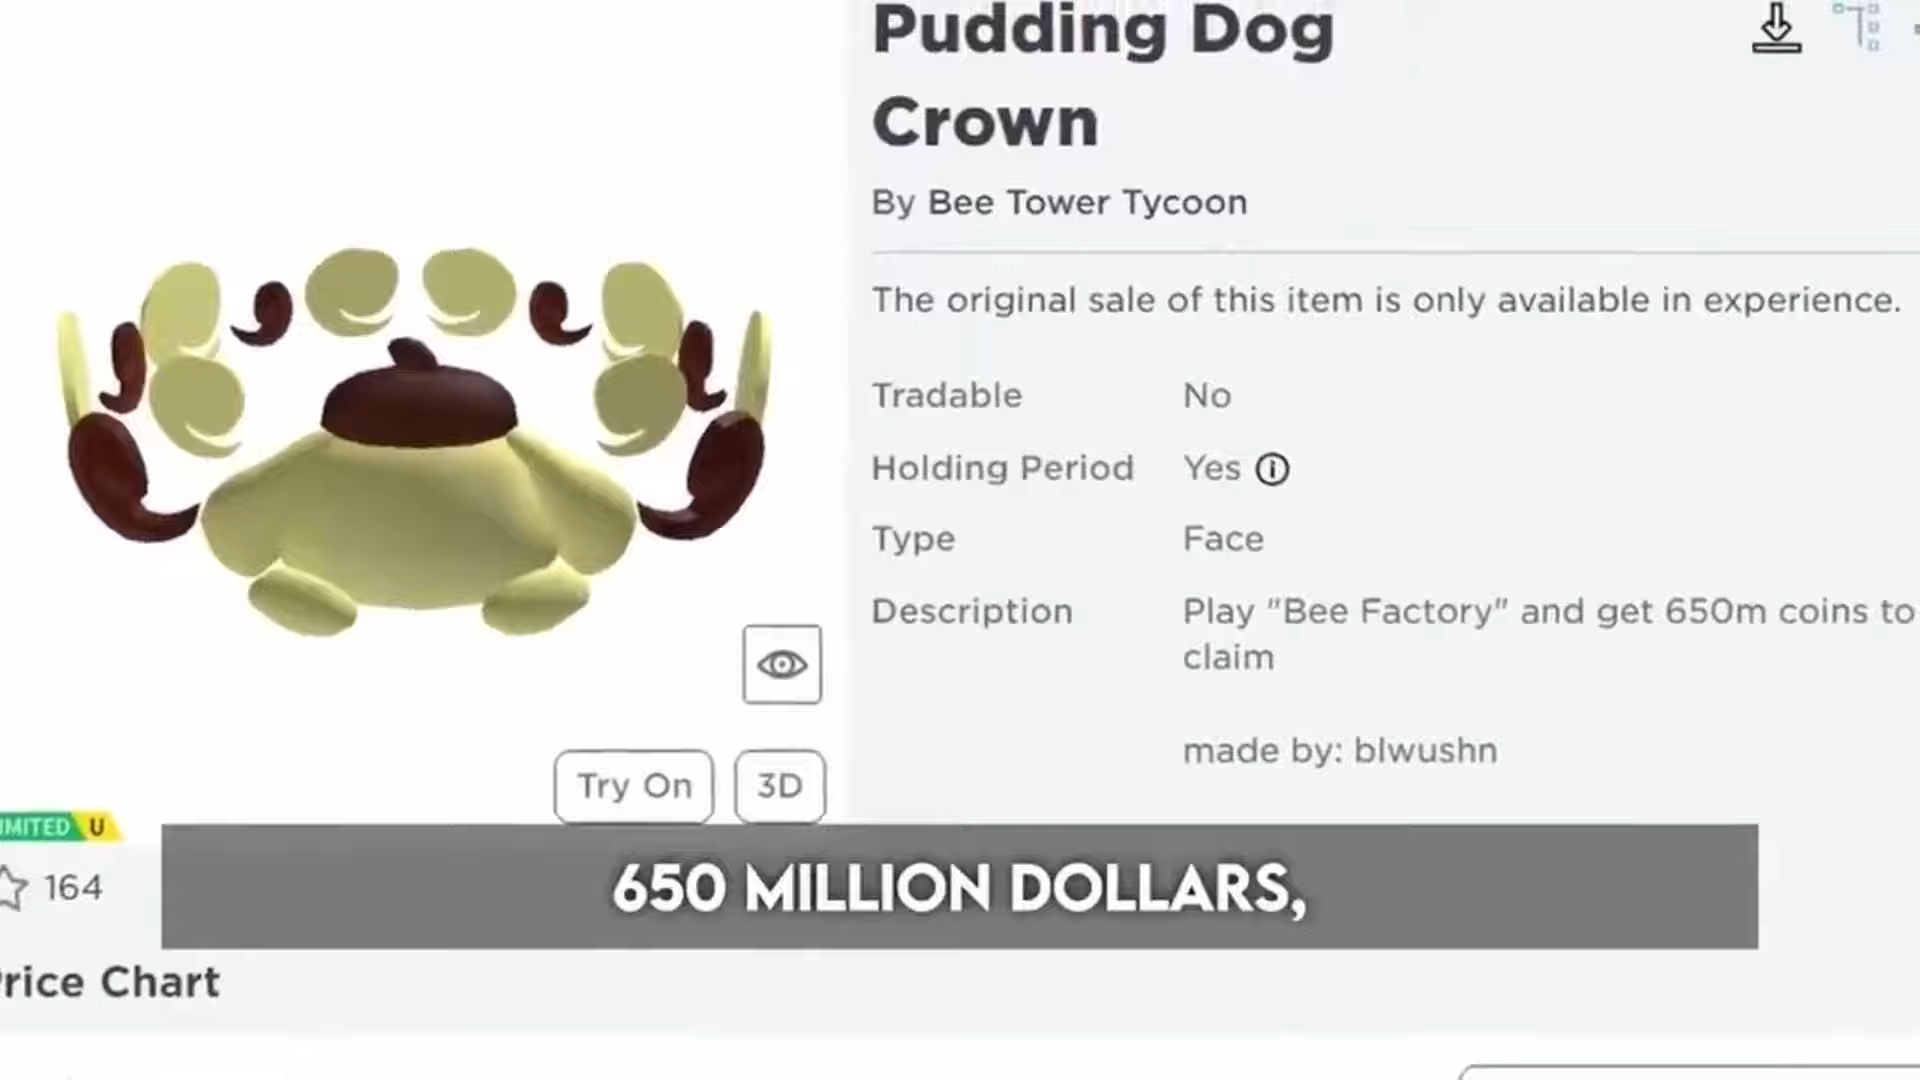 Pudding Dog
Crown
By Bee Tower Tycoon
The original sale of this item is only available in experience.
Tradable No
Holding Period Yes
Type Face
Description Play "Bee Factory" and get 650m coins to
claim
made by: blwushn
Try On 3D
IMITED U
164
650 MILLION DOLLARS,
rice Chart